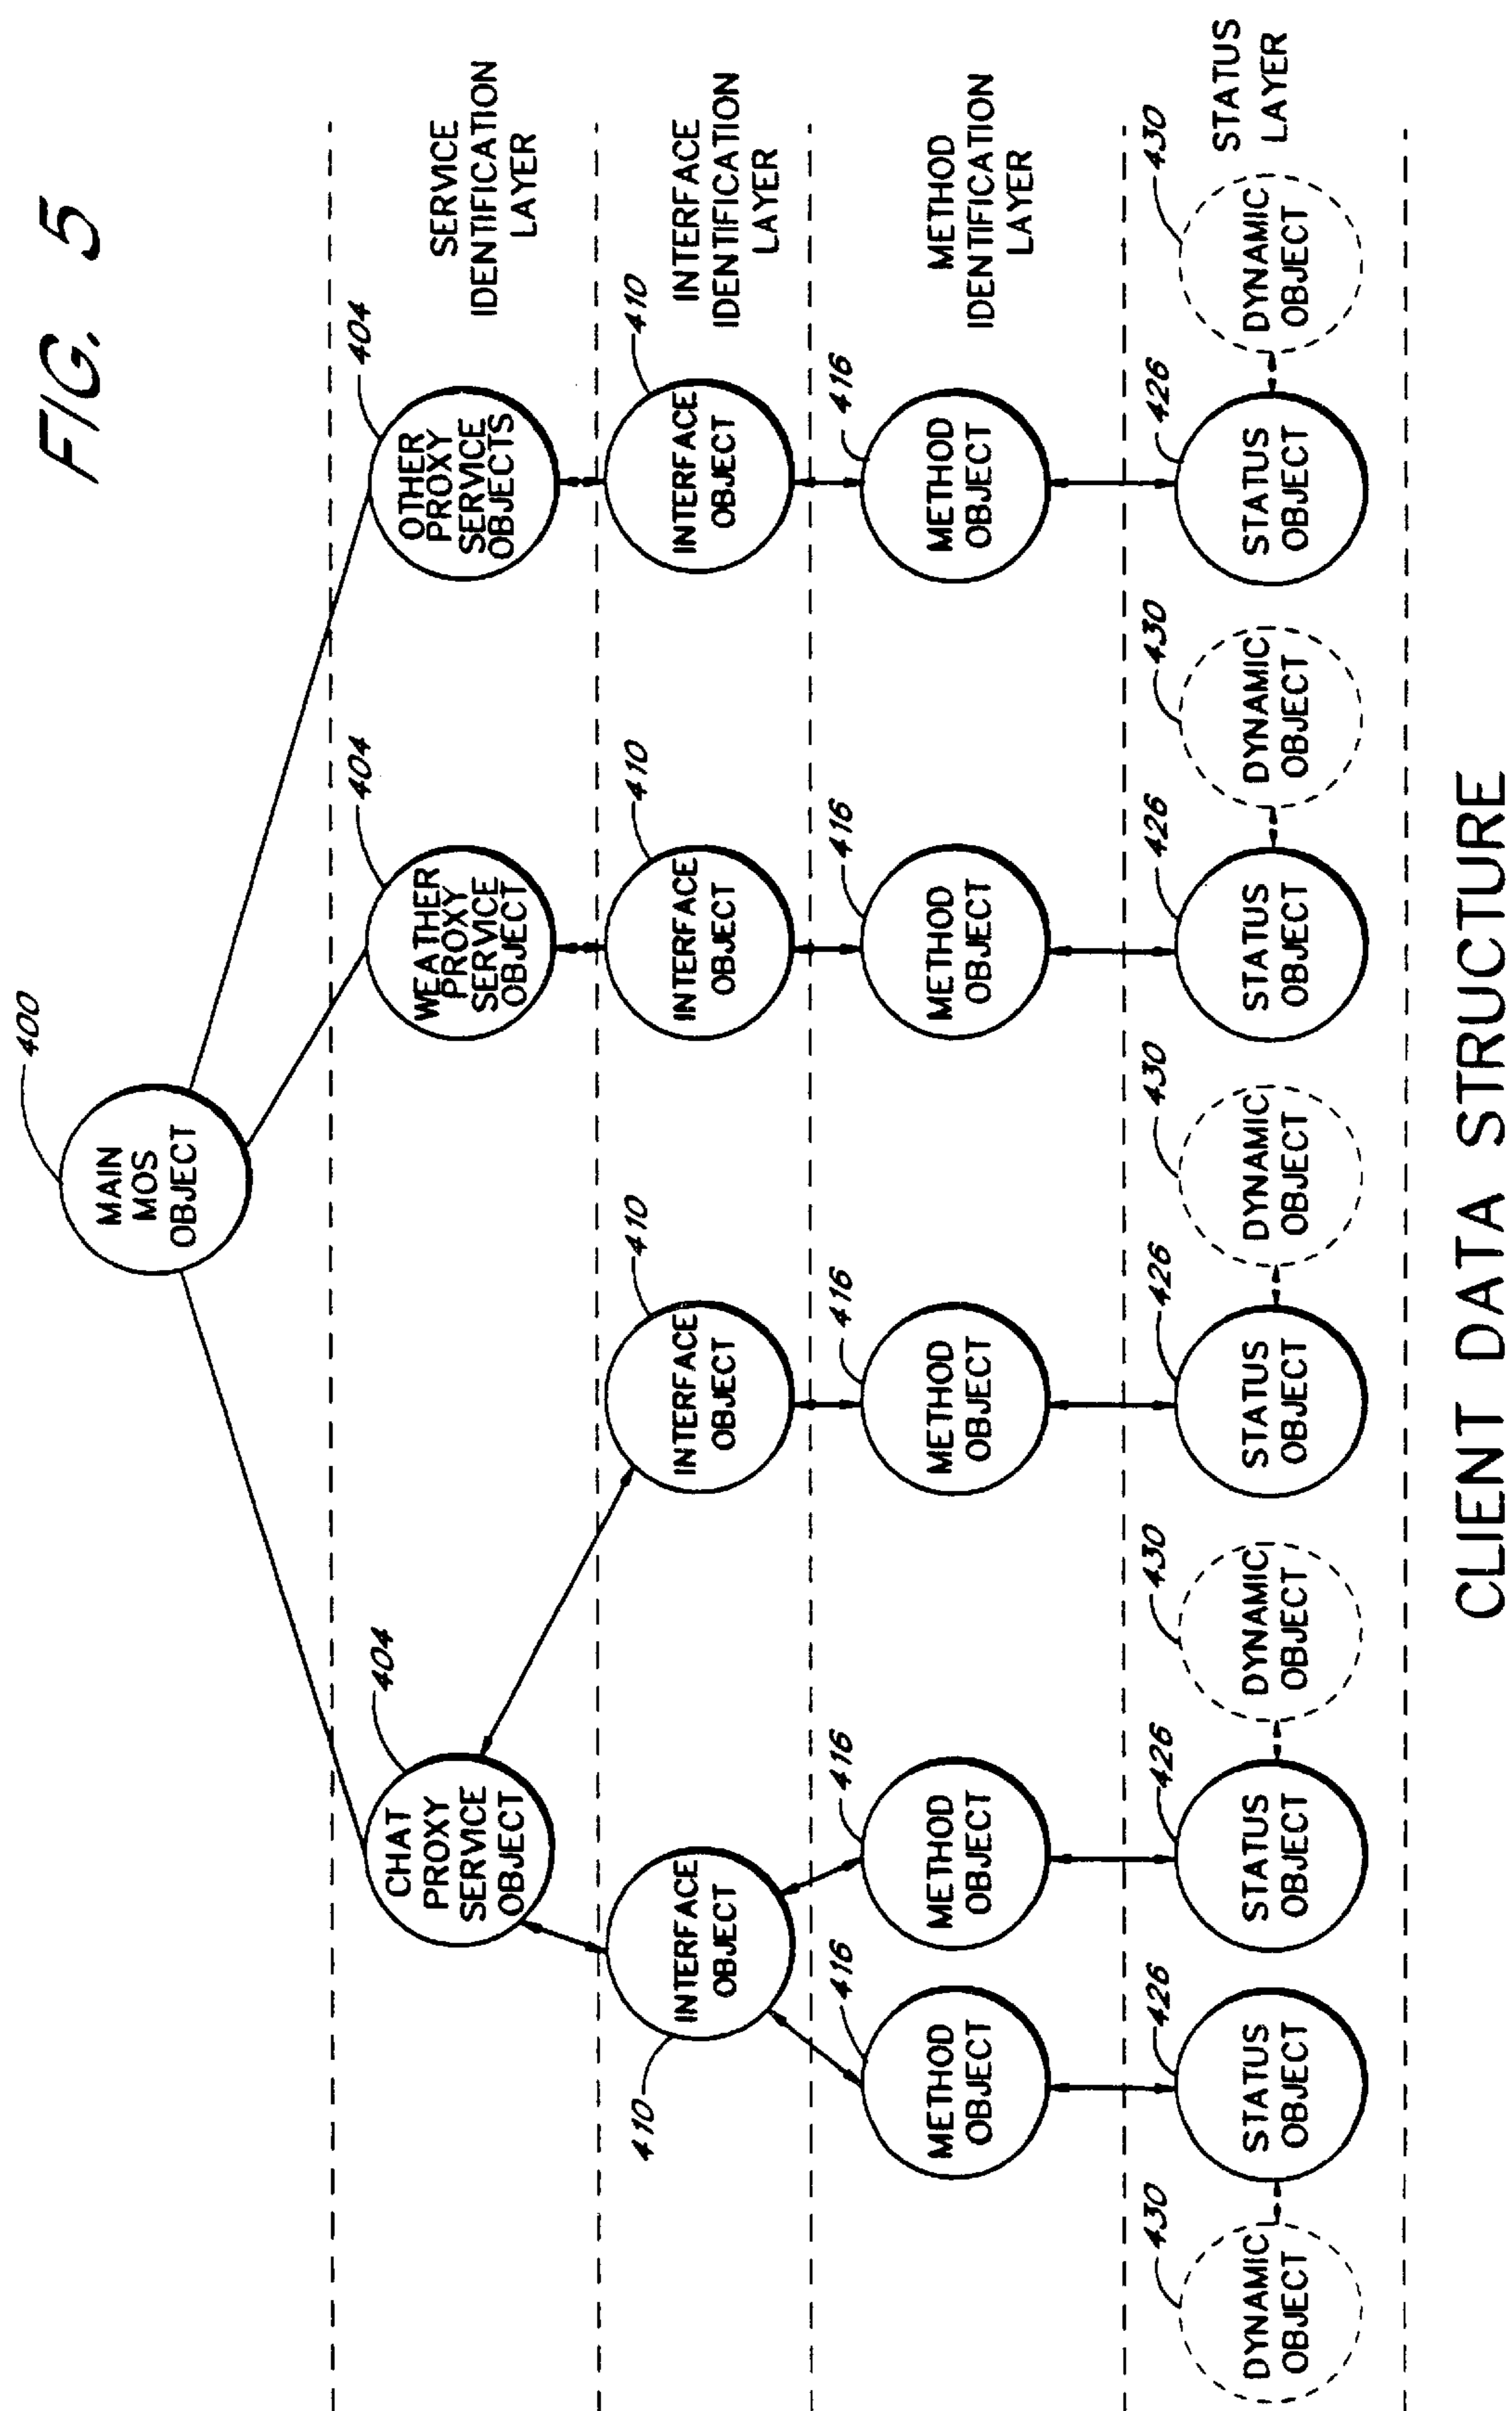 FIG. 5
400
MAIN
MOS
OBJECT
404
CHAT
PROXY
SERVICE
OBJECT
404
WEATHER
PROXY
SERVICE
OBJECT
404
OTHER
PROXY
SERVICE
OBJECTS
SERVICE
IDENTIFICATION
LAYER
410
INTERFACE
OBJECT
410
INTERFACE
OBJECT
410
INTERFACE
OBJECT
410
INTERFACE
OBJECT
INTERFACE
IDENTIFICATION
LAYER
416
METHOD
OBJECT
416
METHOD
OBJECT
416
METHOD
OBJECT
416
METHOD
OBJECT
416
METHOD
OBJECT
METHOD
IDENTIFICATION
LAYER
430
DYNAMIC
OBJECT
426
STATUS
OBJECT
426
STATUS
OBJECT
430
DYNAMIC
OBJECT
426
STATUS
OBJECT
430
DYNAMIC
OBJECT
426
STATUS
OBJECT
430
DYNAMIC
OBJECT
426
STATUS
OBJECT
430
DYNAMIC
OBJECT
STATUS
LAYER
CLIENT DATA STRUCTURE